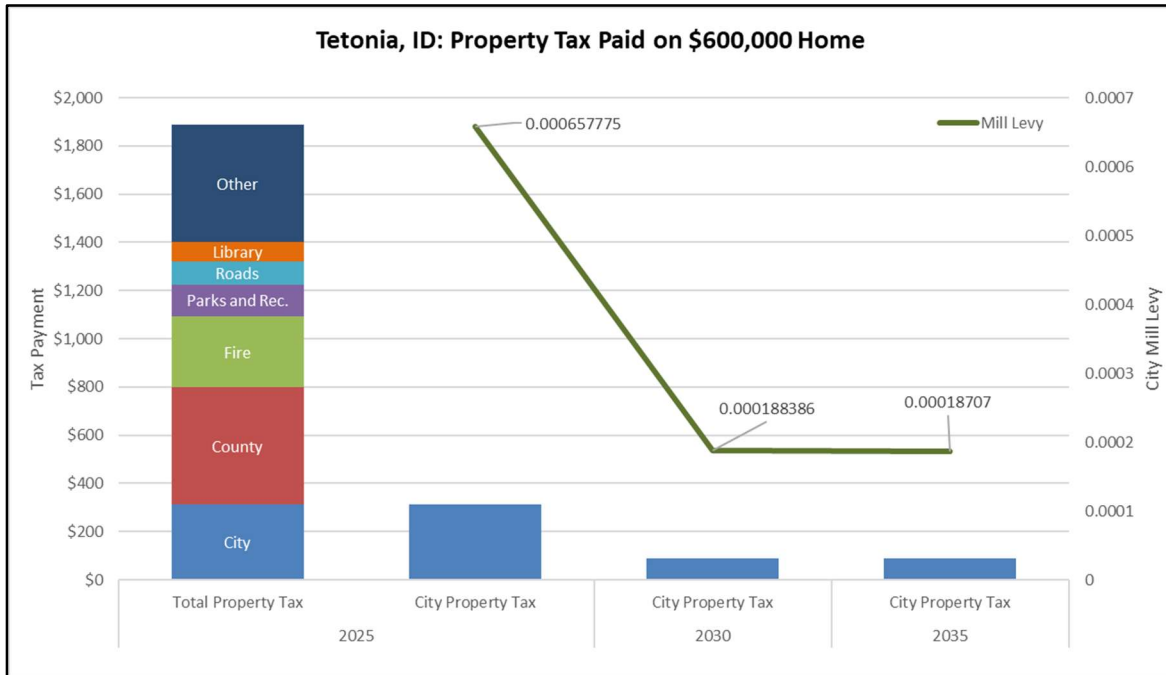 Tetonia, ID: Property Tax Paid on $600,000 Home
$2,000
$1,800
$1,600
$1,400
$1,200
$1,000
$800
$600
$400
$200
$0
Tax Payment
Other
Library
Roads
Parks and Rec.
Fire
County
City
0.000657775
0.000188386
0.00018707
Mill Levy
0.0007
0.0006
0.0005
0.0004
0.0003
0.0002
0.0001
0
City Mill Levy
Total Property Tax
City Property Tax
City Property Tax
City Property Tax
2025
2030
2035